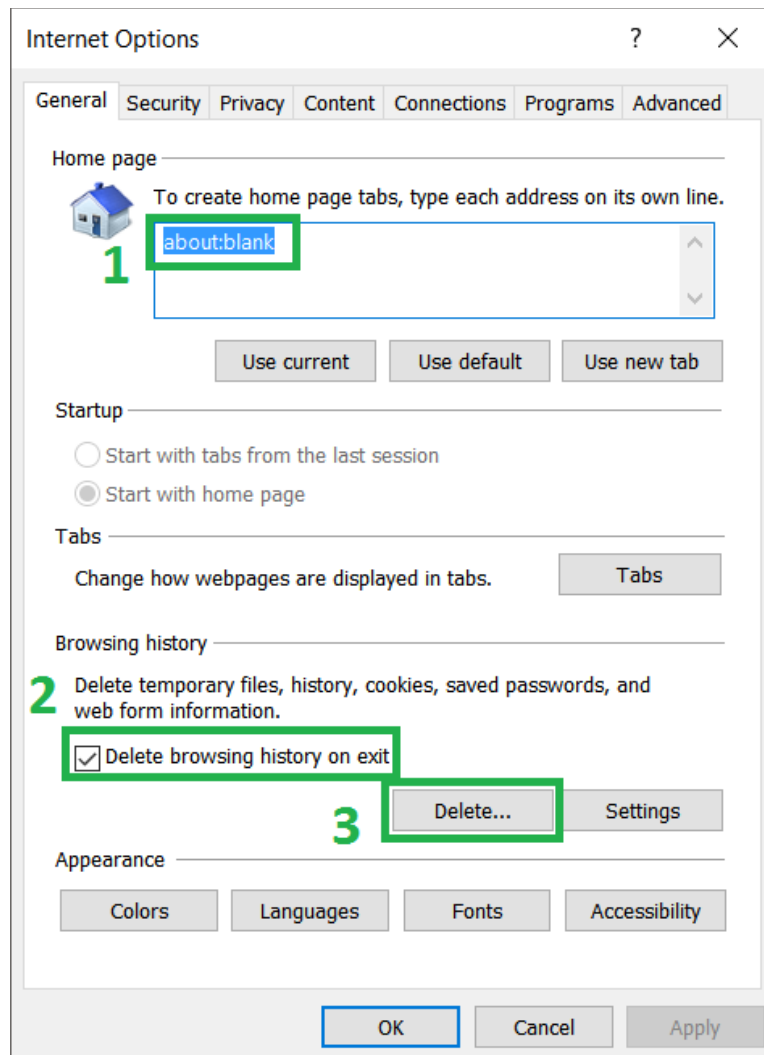 Internet Options
?
General Security Privacy Content Connections Programs Advanced
Home page
To create home page tabs, type each address on its own line.
about:blank
1
Use current Use default Use new tab
Startup
Start with tabs from the last session
Start with home page
Tabs
Change how webpages are displayed in tabs.
Tabs
Browsing history
2
Delete temporary files, history, cookies, saved passwords, and
web form information.
Delete browsing history on exit
3
Delete... Settings
Appearance
Colors Languages Fonts Accessibility
OK Cancel Apply